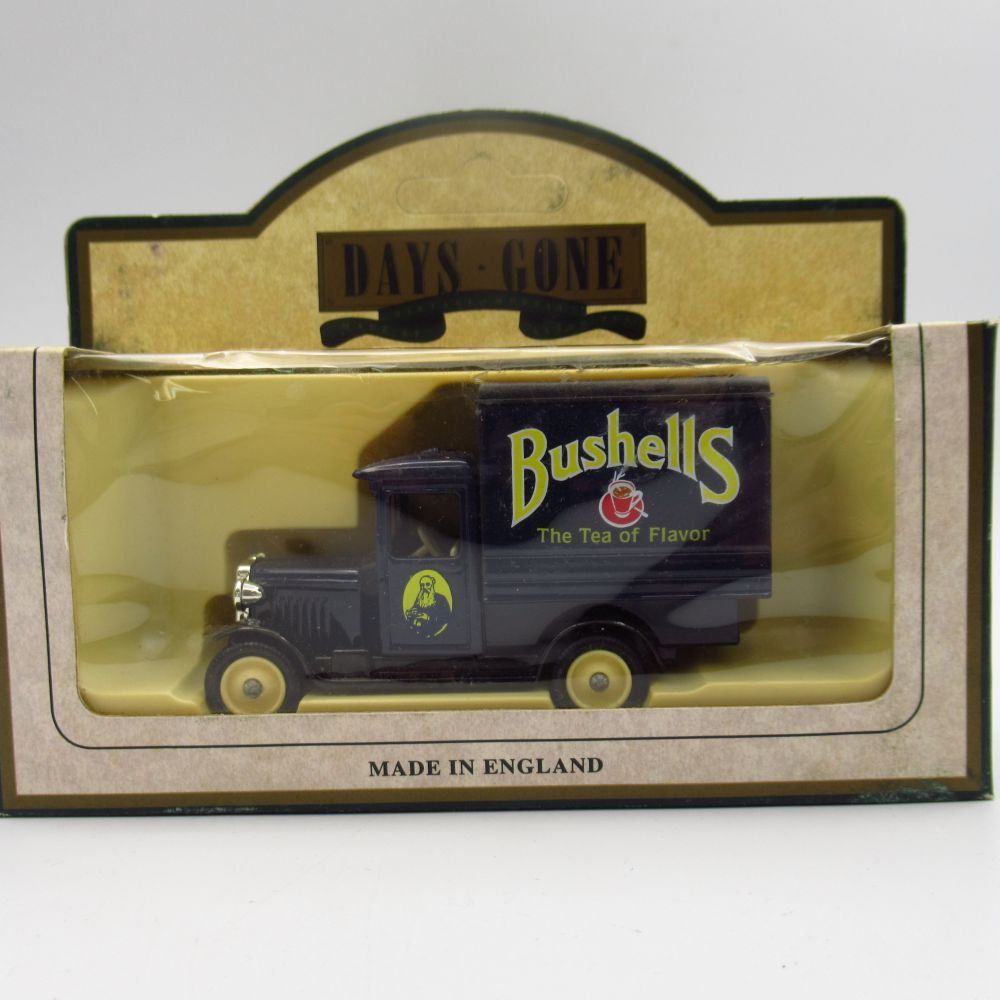 DAYS · GONE
BushellS
The Tea of Flavor
MADE IN ENGLAND